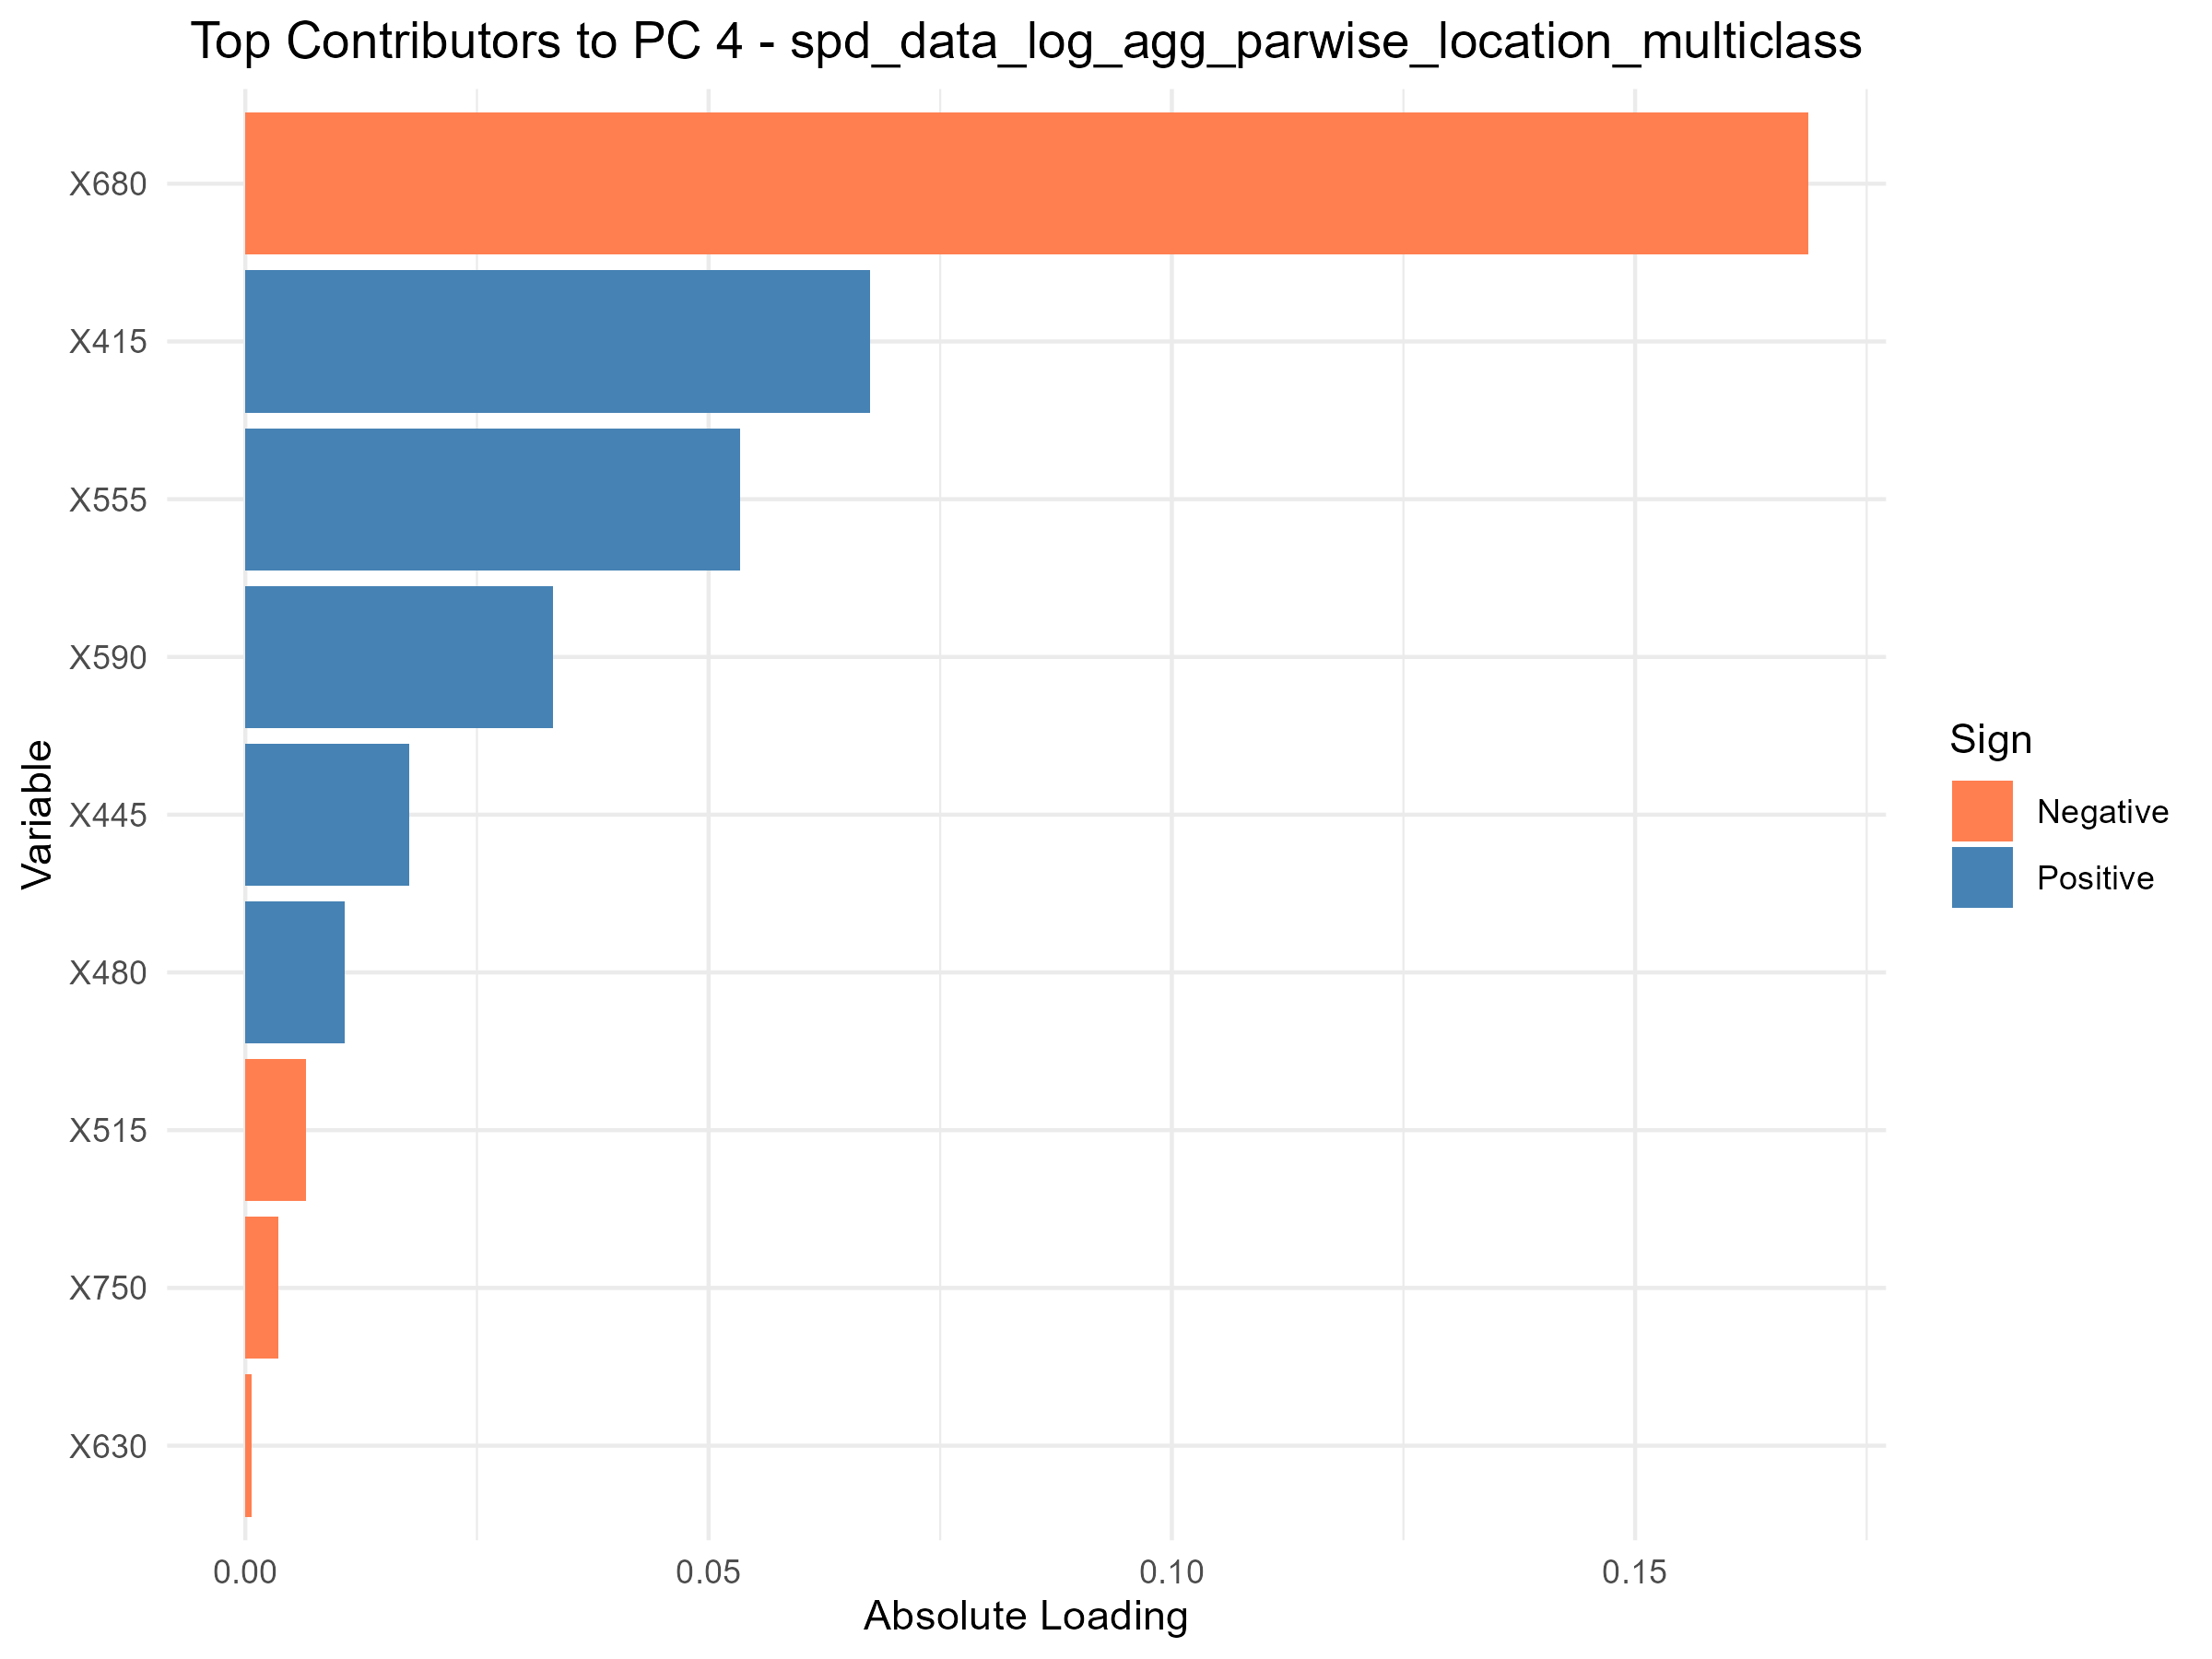 Top Contributors to PC 4 - spd_data_log_agg_parwise_location_multiclass
Variable
X680
X415
X555
X590
X445
X480
X515
X750
X630
0.00 0.05 0.10 0.15
Absolute Loading
Sign
Negative
Positive